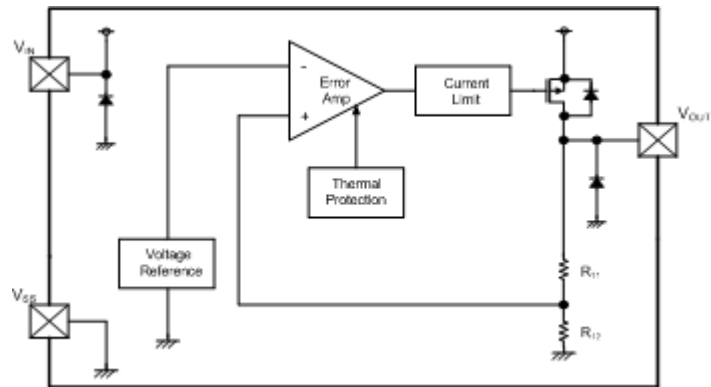 VIN
-
Error
Amp
+
Current
Limit
VOUT
Thermal
Protection
Voltage
Reference
R11
VSS
R12